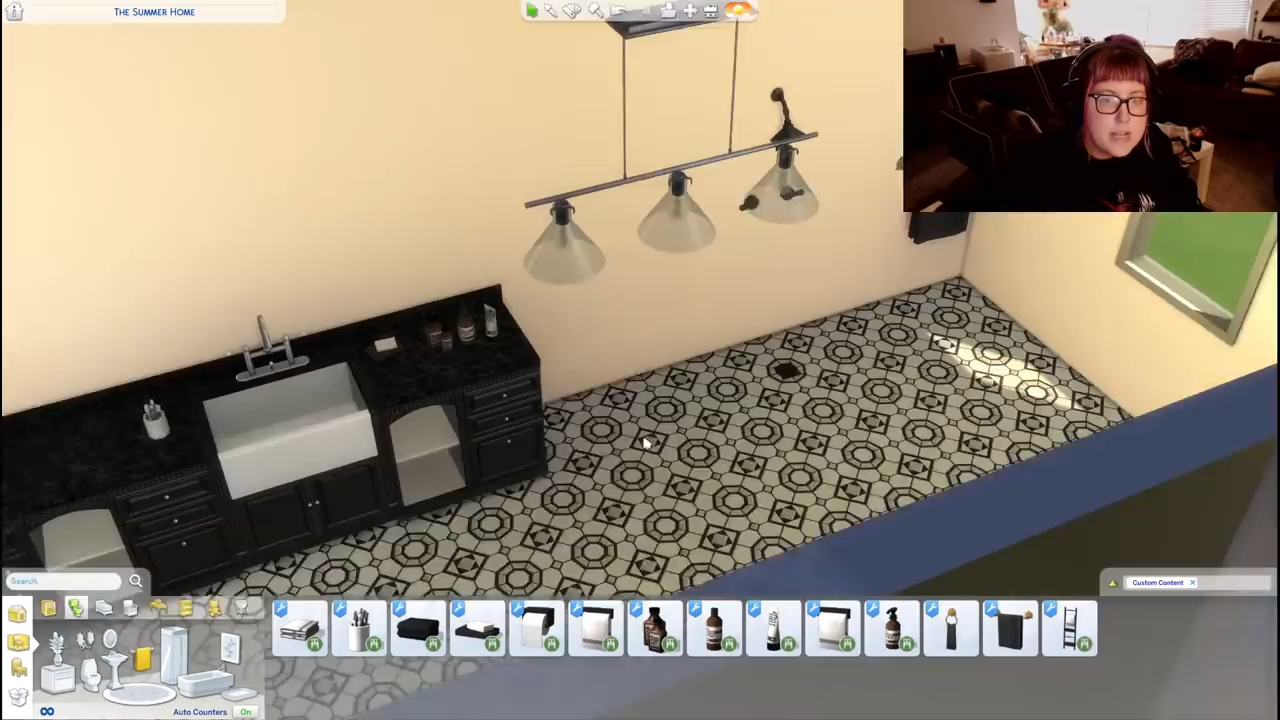 The Summer Home
Custom Content
Search
Auto Counters
On